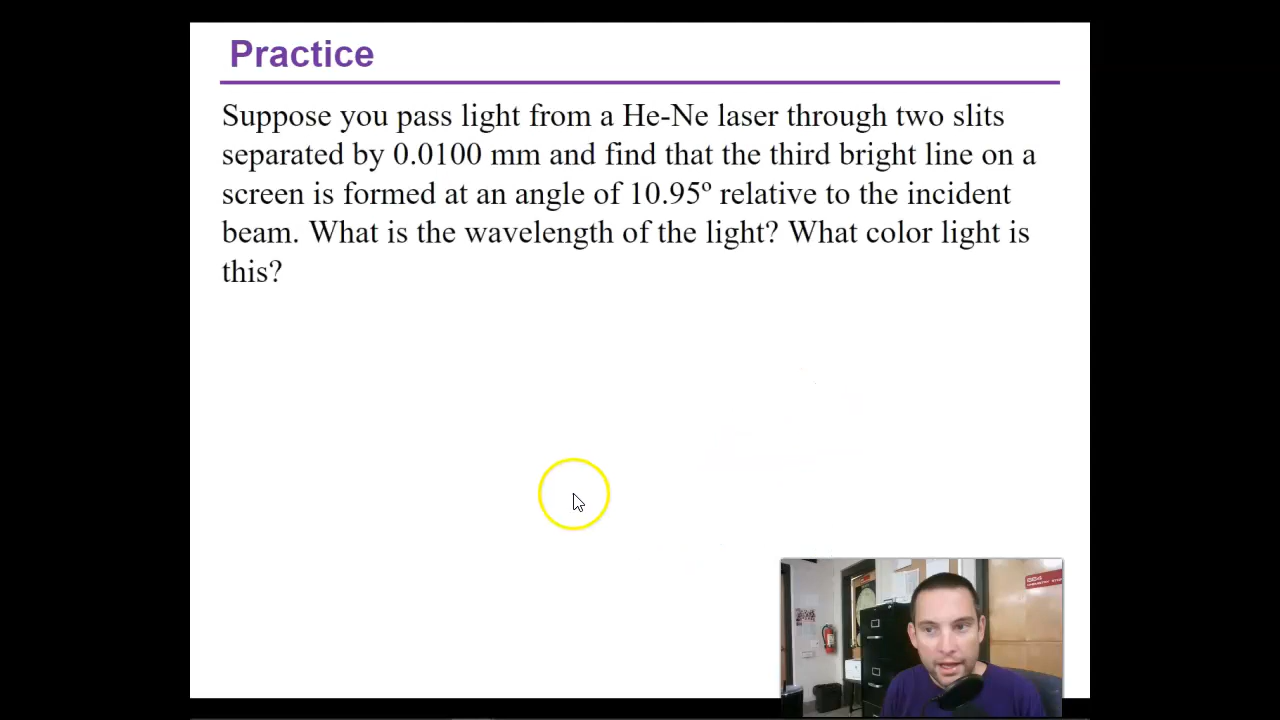 Practice
Suppose you pass light from a He-Ne laser through two slits
separated by 0.0100 mm and find that the third bright line on a
screen is formed at an angle of 10.95º relative to the incident
beam. What is the wavelength of the light? What color light is
this?